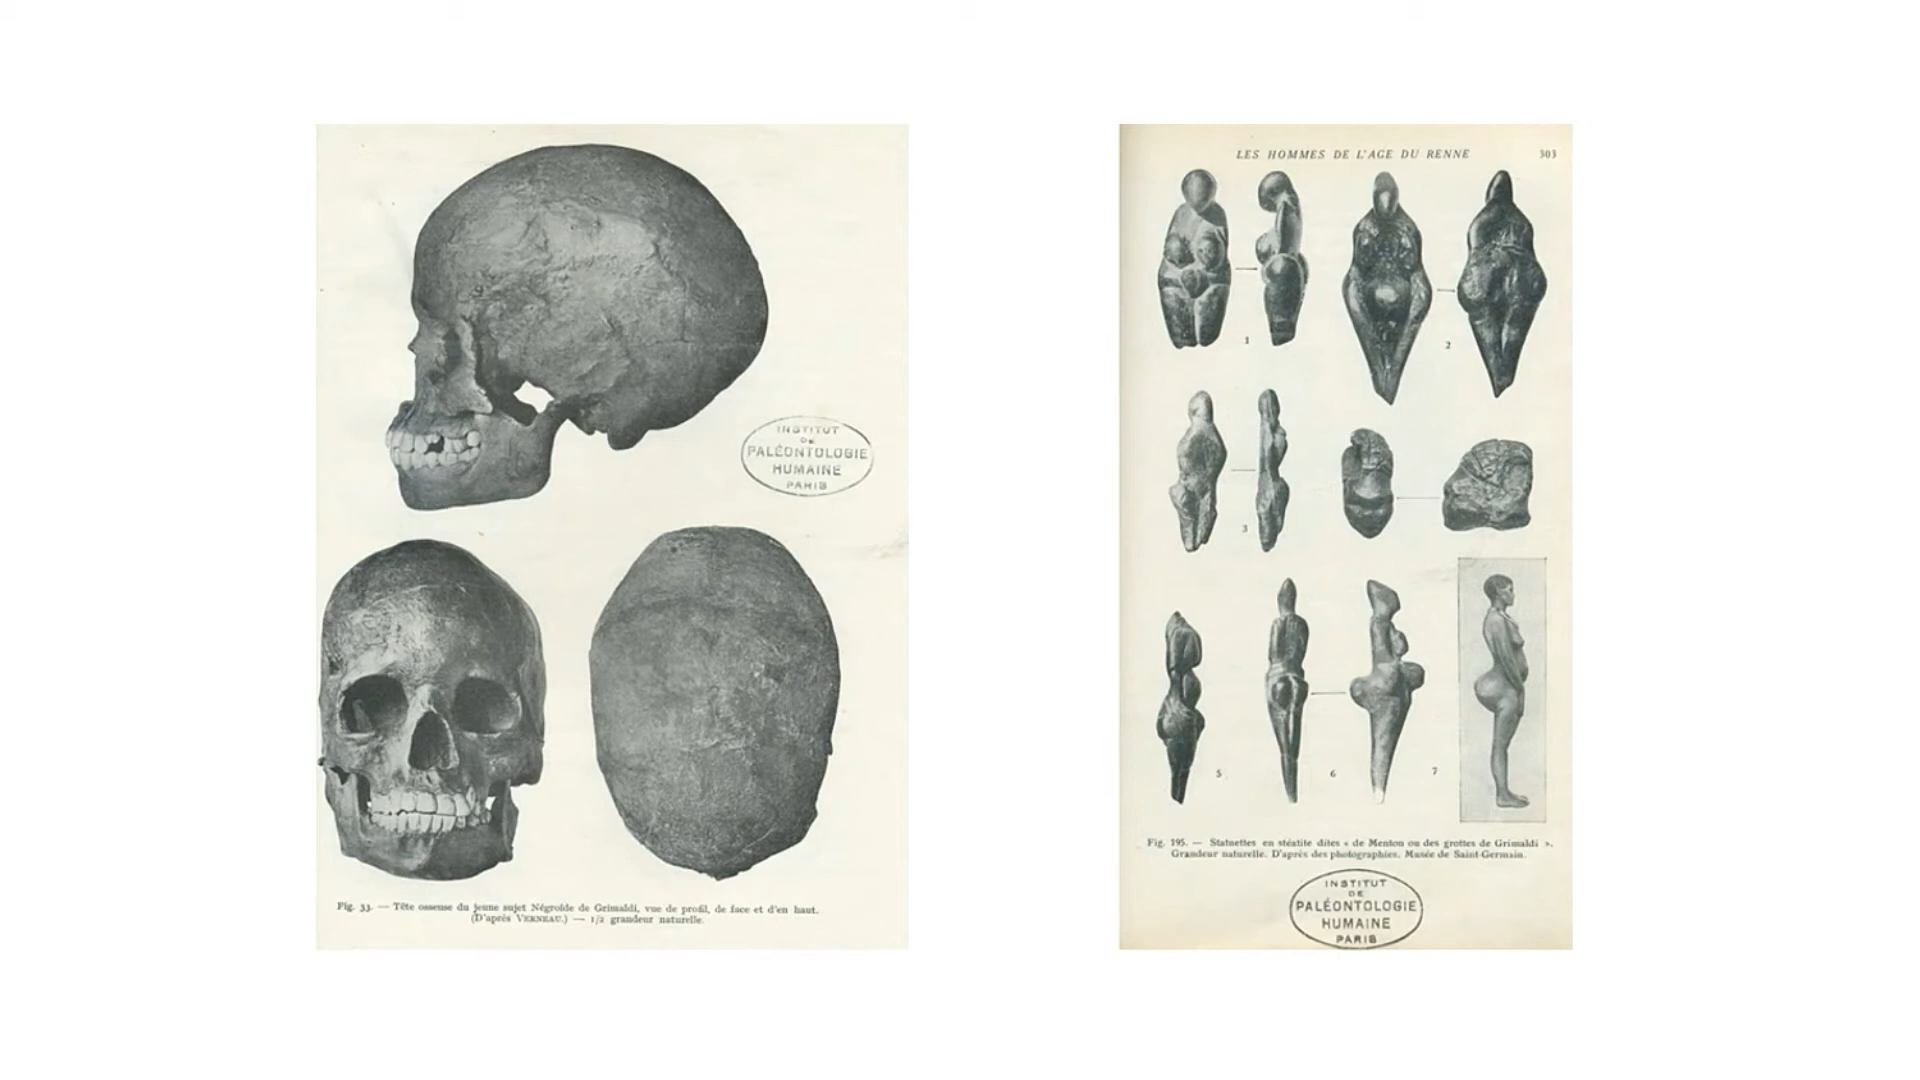 INSTITUT
DE
PALÉONTOLOGIE
HUMAINE
PARIS
Fig. 33. — Tête osseuse du jeune sujet Négroïde de Grimaldi, vue de profil, de face et d'en haut.
(D'après VERNEAU.) — 1/2 grandeur naturelle.
LES HOMMES DE L'AGE DU RENNE 303
1
2
3
5
6
7
Fig. 195. — Statuettes en stéatite dites « de Menton ou des grottes de Grimaldi ».
Grandeur naturelle. D'après des photographies. Musée de Saint-Germain.
INSTITUT
DE
PALÉONTOLOGIE
HUMAINE
PARIS